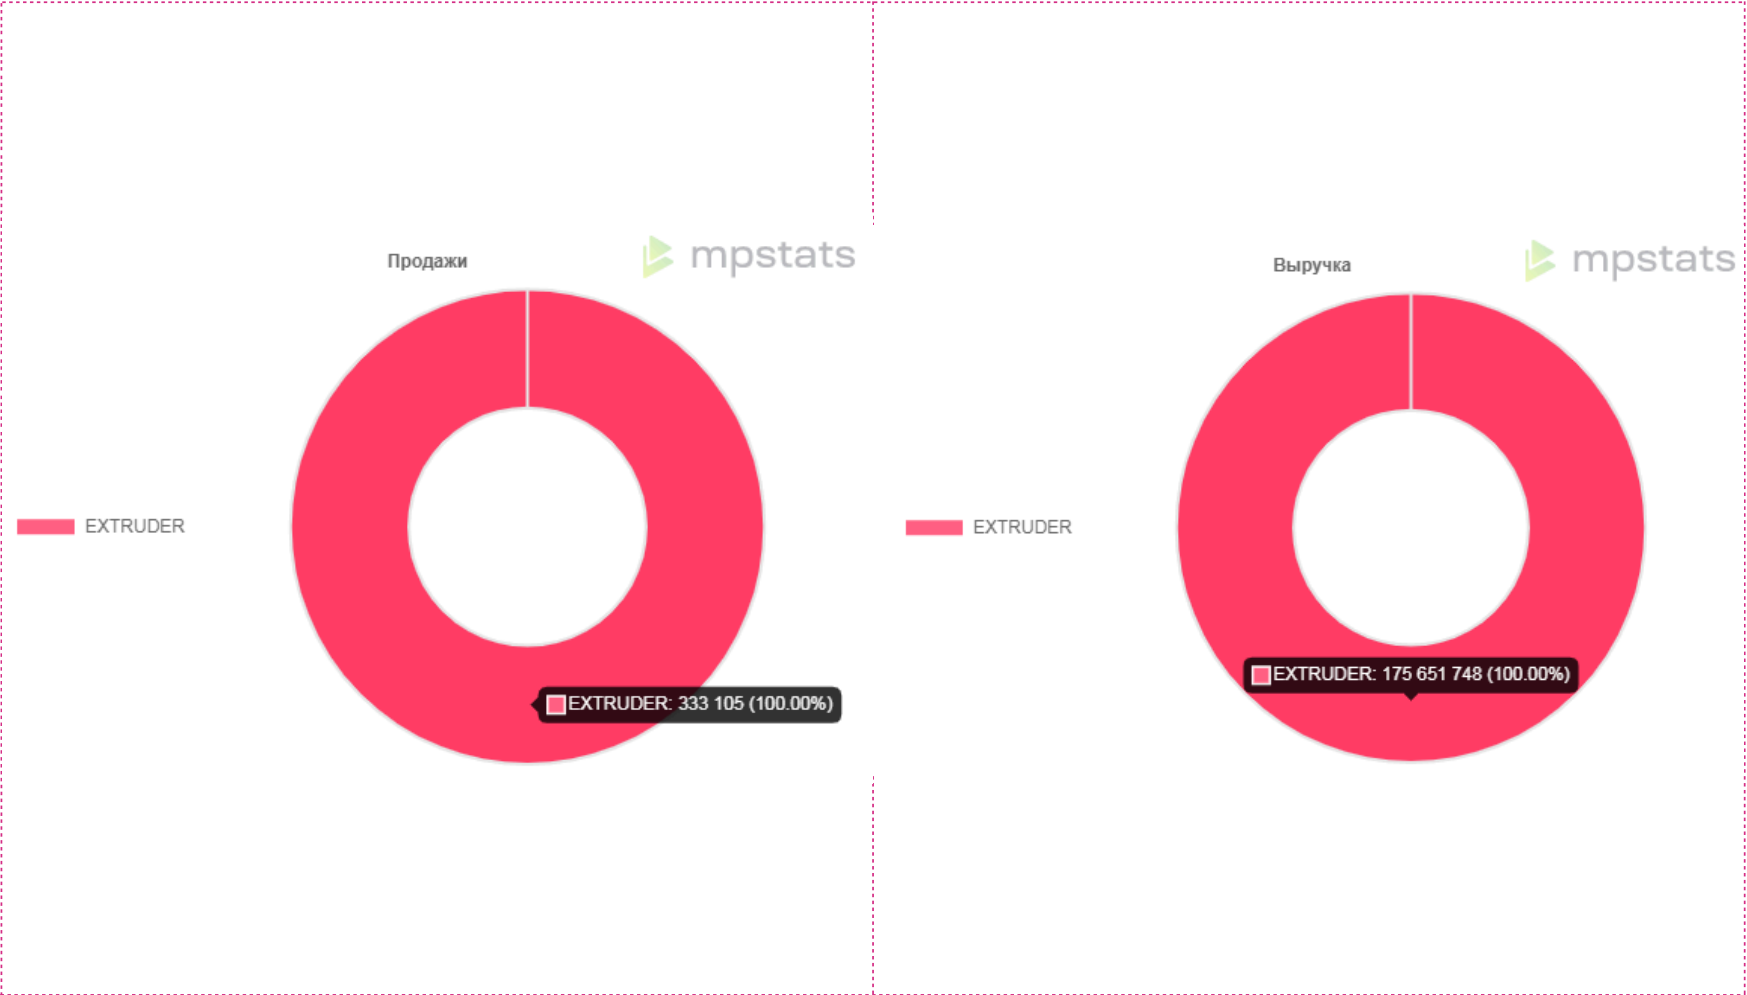 Продажи
mpstats
EXTRUDER
EXTRUDER: 333 105 (100.00%)
Выручка
mpstats
EXTRUDER
EXTRUDER: 175 651 748 (100.00%)